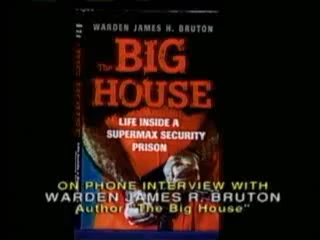 WARDEN JAMES H. BRUTON
The BIG
HOUSE
LIFE INSIDE A
SUPERMAX SECURITY
PRISON
ON PHONE INTERVIEW WITH
WARDEN JAMES R. BRUTON
Author "The Big House"